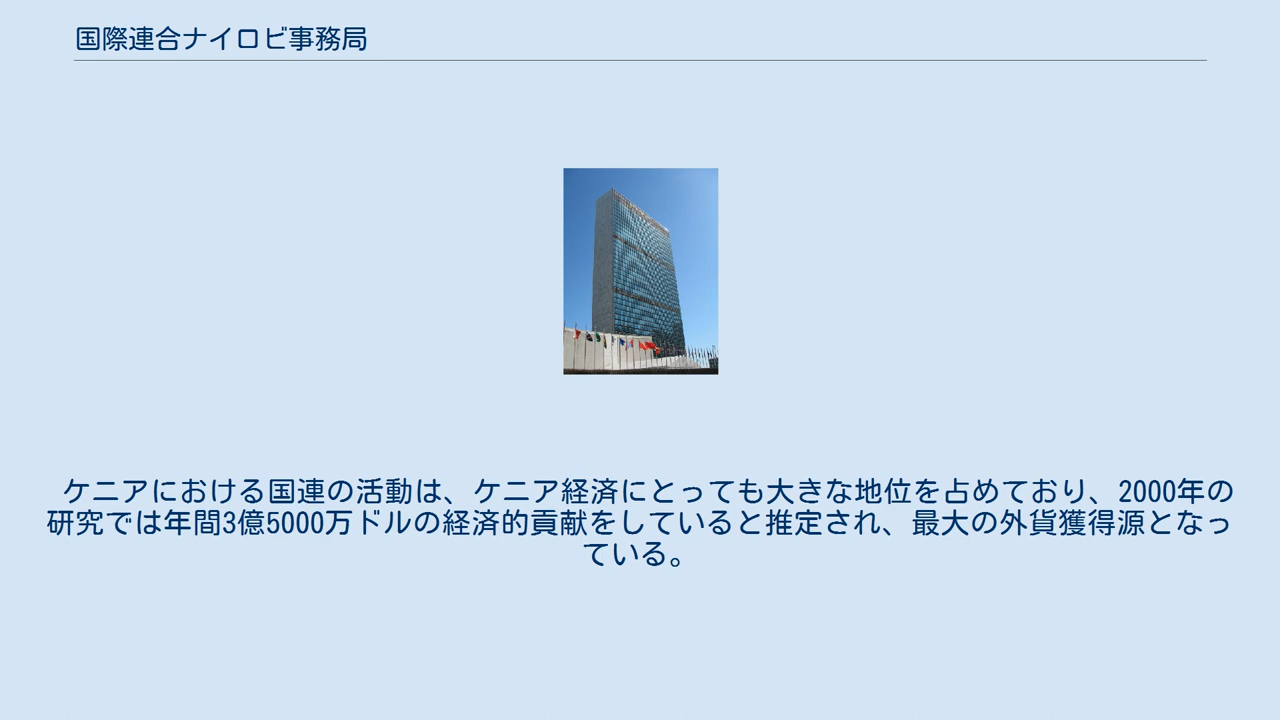 国際連合ナイロビ事務局
ケニアにおける国連の活動は、ケニア経済にとっても大きな地位を占めており、2000年の
研究では年間3億5000万ドルの経済的貢献をしていると推定され、最大の外貨獲得源となっ
ている。